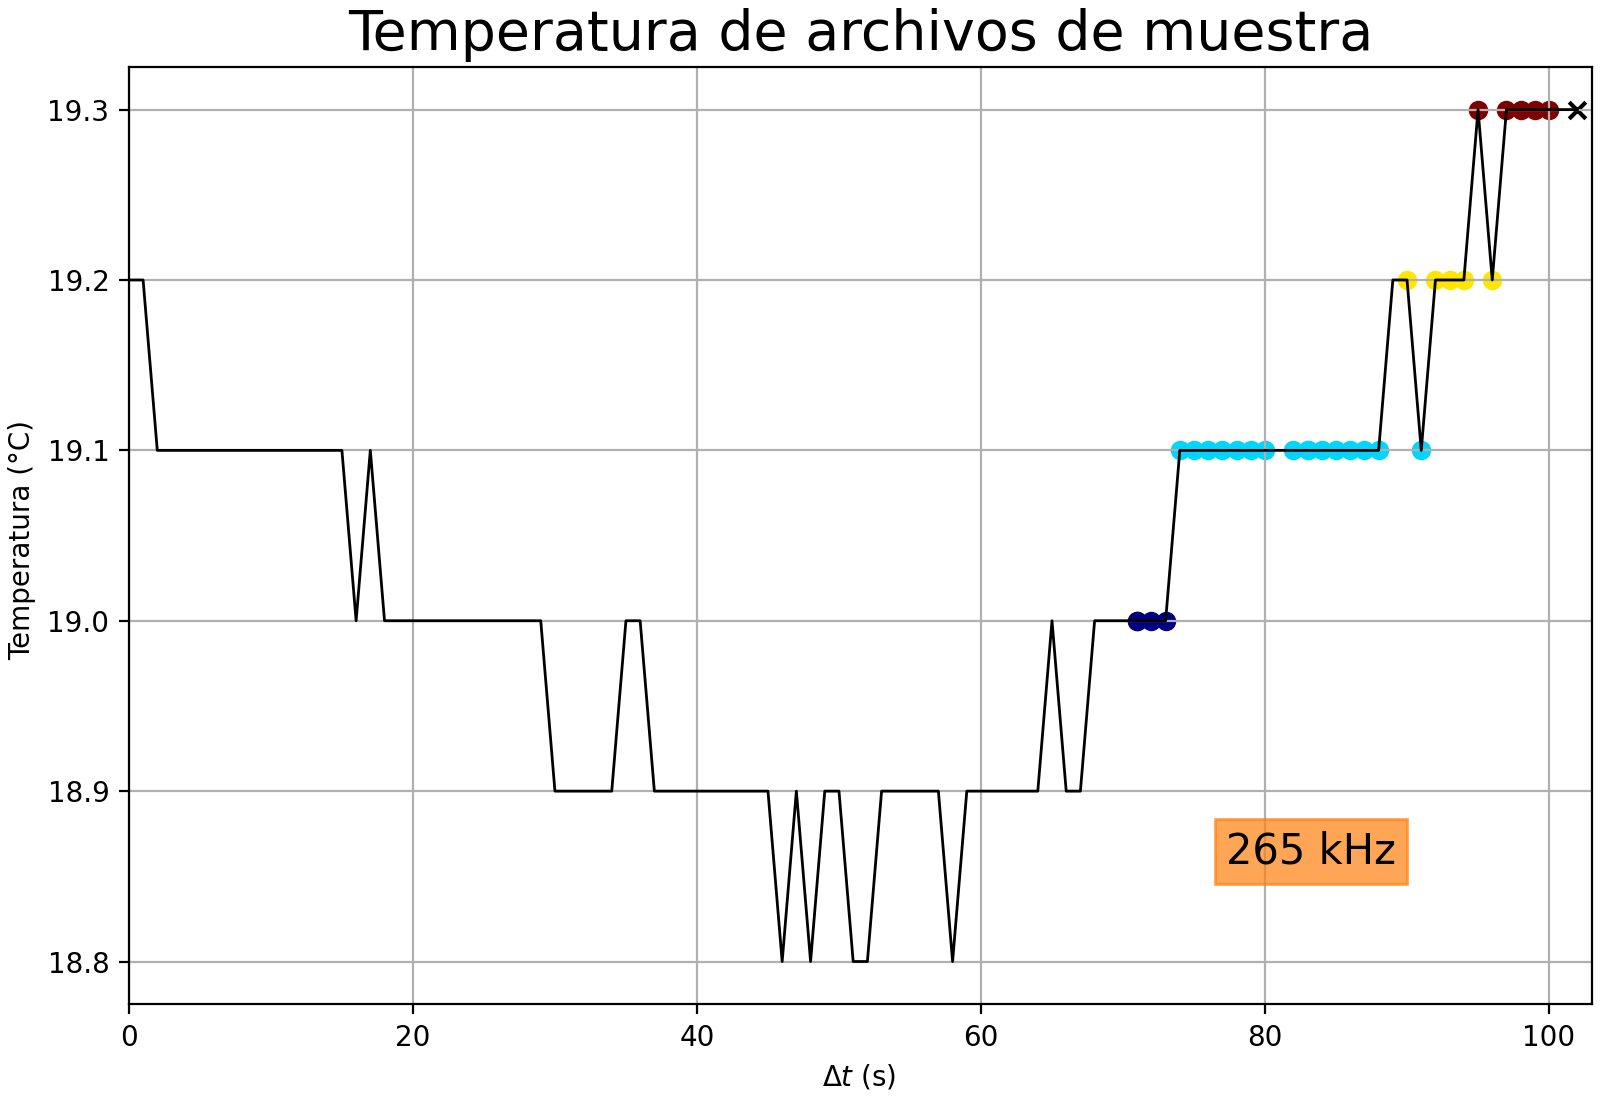 Temperatura de archivos de muestra
19.3
19.2
19.1
19.0
18.9
18.8
Temperatura (°C)
265 kHz
0 20 40 60 80 100
Δt (s)